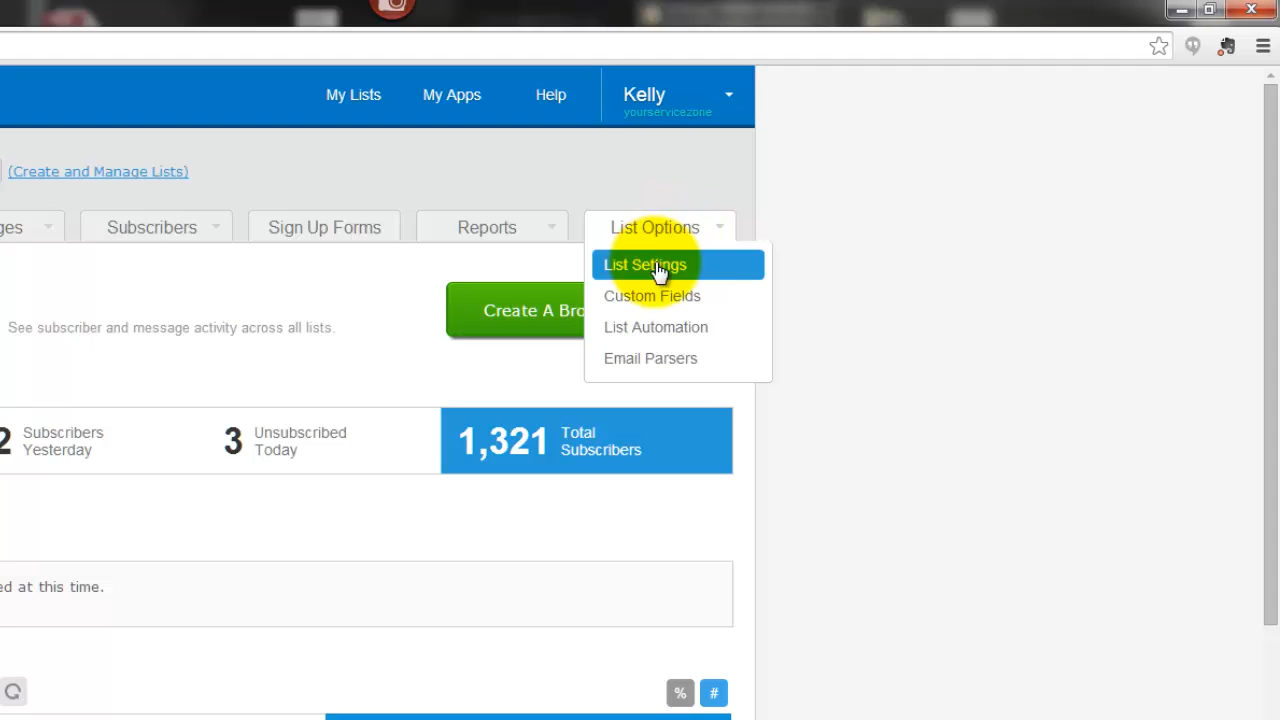 My Lists My Apps Help Kelly
yourservicezone
(Create and Manage Lists)
ges Subscribers Sign Up Forms Reports List Options
List Settings
Custom Fields
List Automation
Email Parsers
Create A Bro
See subscriber and message activity across all lists.
2 Subscribers Yesterday
3 Unsubscribed Today
1,321 Total Subscribers
ed at this time.
% #